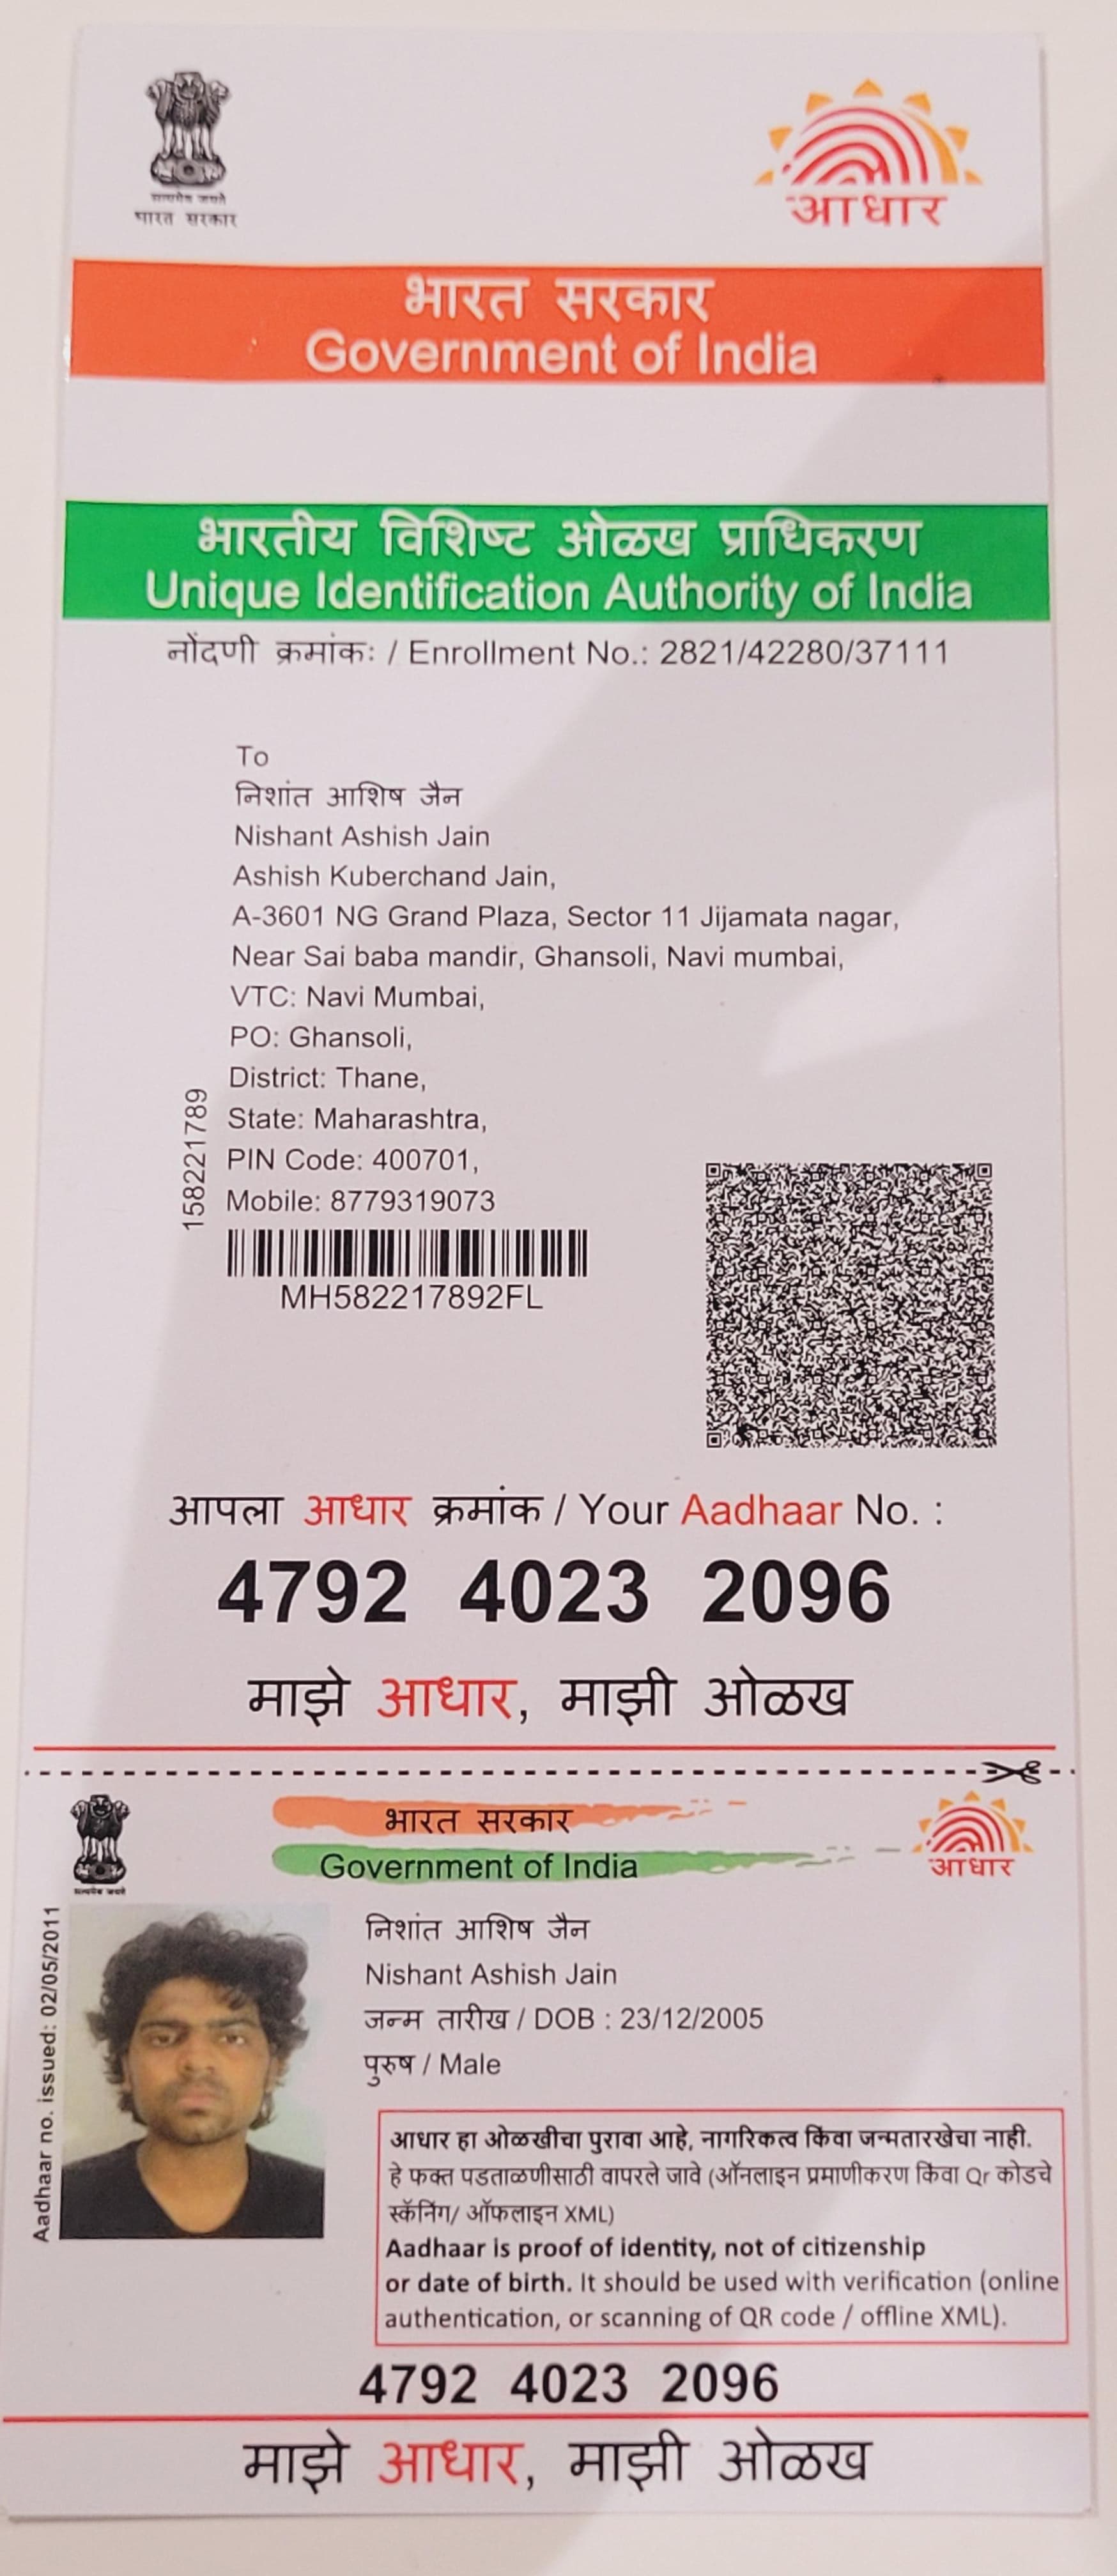 सत्यमेव जयते
भारत सरकार
आधार
भारत सरकार
Government of India
भारतीय विशिष्ट ओळख प्राधिकरण
Unique Identification Authority of India
नोंदणी क्रमांकः / Enrollment No.: 2821/42280/37111
To
निशांत आशिष जैन
Nishant Ashish Jain
Ashish Kuberchand Jain,
A-3601 NG Grand Plaza, Sector 11 Jijamata nagar,
Near Sai baba mandir, Ghansoli, Navi mumbai,
VTC: Navi Mumbai,
PO: Ghansoli,
District: Thane,
State: Maharashtra,
PIN Code: 400701,
Mobile: 8779319073
158221789
MH582217892FL
आपला आधार क्रमांक / Your Aadhaar No. :
4792 4023 2096
माझे आधार, माझी ओळख
भारत सरकार
Government of India
सत्यमेव जयते
आधार
Aadhaar no. issued: 02/05/2011
निशांत आशिष जैन
Nishant Ashish Jain
जन्म तारीख / DOB : 23/12/2005
पुरुष / Male
आधार हा ओळखीचा पुरावा आहे, नागरिकत्व किंवा जन्मतारखेचा नाही.
हे फक्त पडताळणीसाठी वापरले जावे (ऑनलाइन प्रमाणीकरण किंवा Qr कोडचे
स्कॅनिंग/ ऑफलाइन XML)
Aadhaar is proof of identity, not of citizenship
or date of birth. It should be used with verification (online
authentication, or scanning of QR code / offline XML).
4792 4023 2096
माझे आधार, माझी ओळख